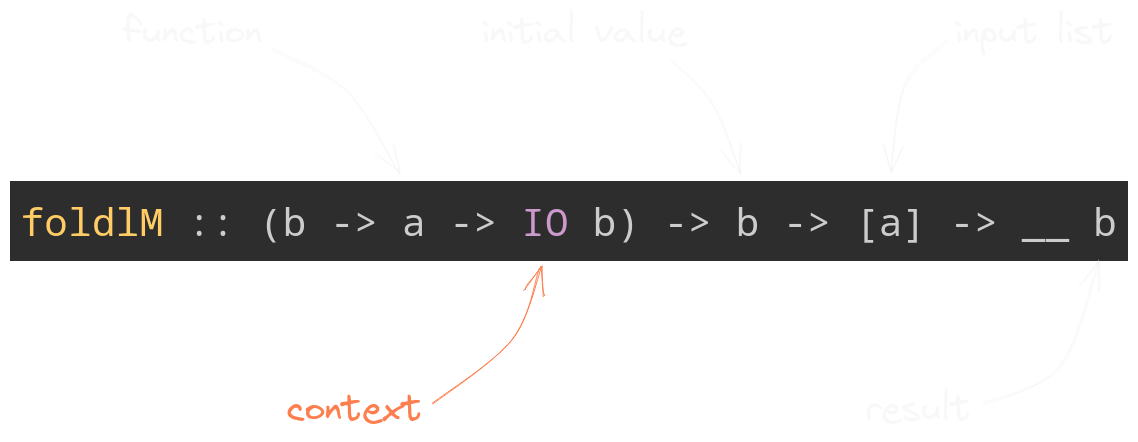 function initial value input list
foldlM :: (b -> a -> IO b) -> b -> [a] -> __ b
context result